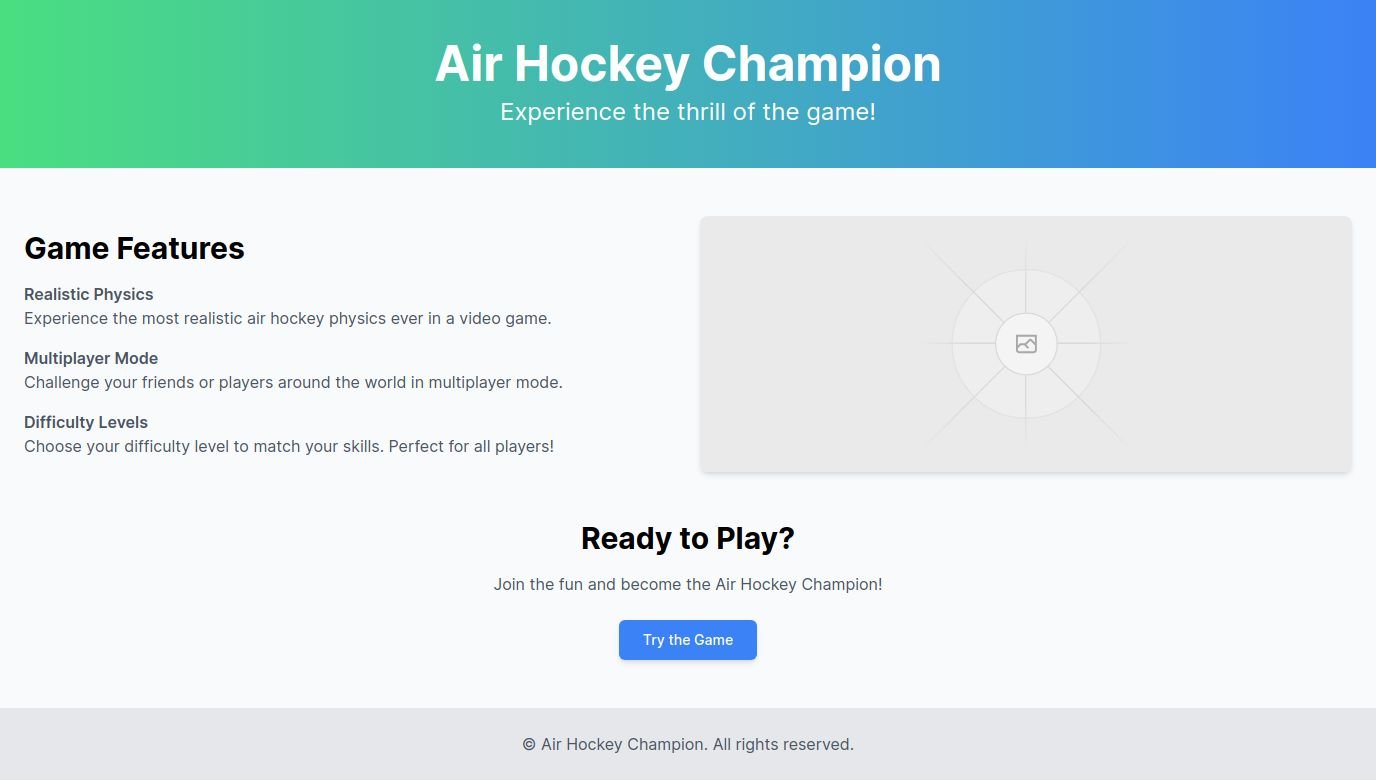 Air Hockey Champion
Experience the thrill of the game!
Game Features
Realistic Physics
Experience the most realistic air hockey physics ever in a video game.
Multiplayer Mode
Challenge your friends or players around the world in multiplayer mode.
Difficulty Levels
Choose your difficulty level to match your skills. Perfect for all players!
Ready to Play?
Join the fun and become the Air Hockey Champion!
Try the Game
© Air Hockey Champion. All rights reserved.